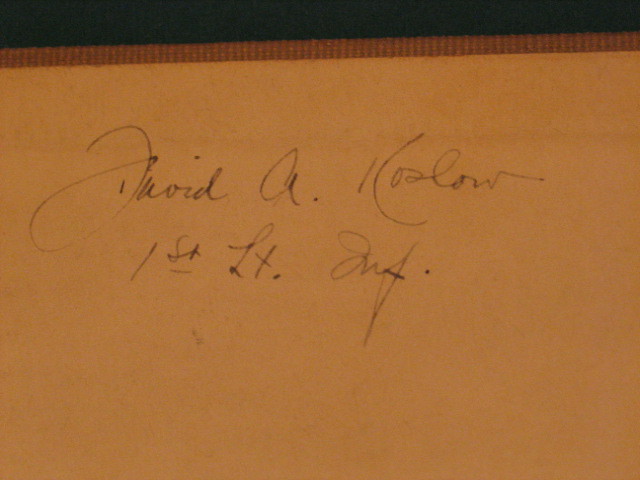 David A. Koslow
1st Lt. Inf.